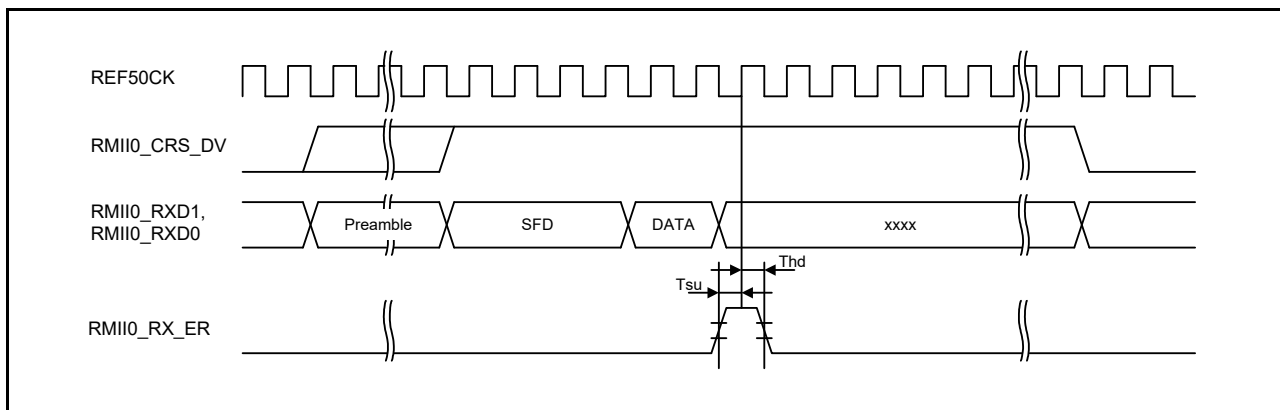 REF50CK
RMII0_CRS_DV
RMII0_RXD1,
RMII0_RXD0
Preamble
SFD
DATA
xxxx
Thd
Tsu
RMII0_RX_ER